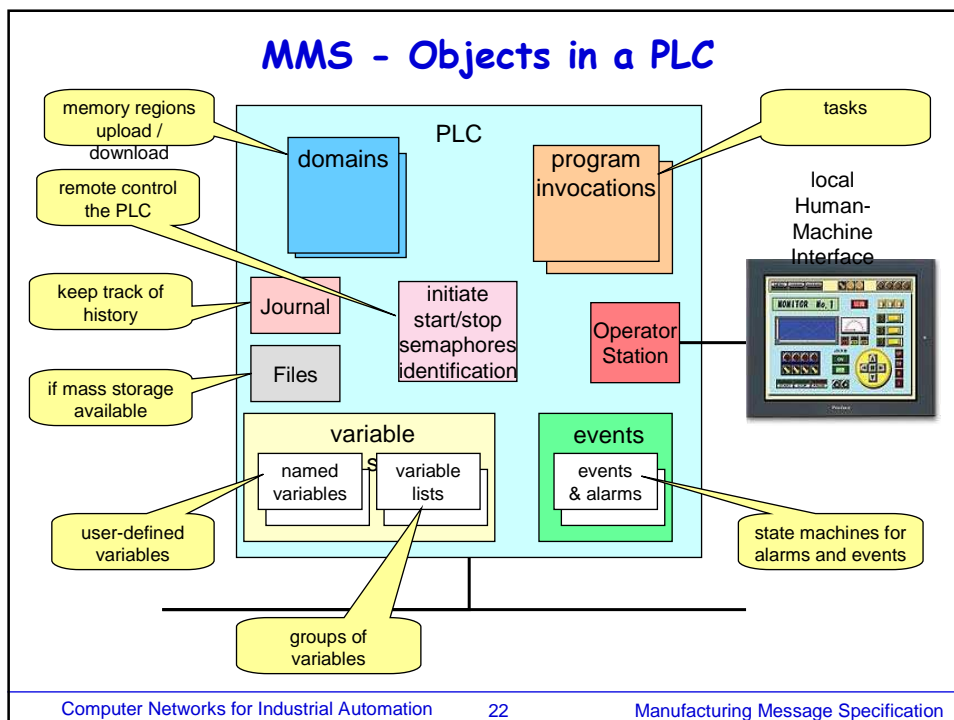 MMS - Objects in a PLC
memory regions
upload /
download
tasks
PLC
domains
program
invocations
remote control
the PLC
local
Human-
Machine
Interface
keep track of
history
Journal
initiate
start/stop
semaphores
identification
Operator
Station
MONITOR No.1
if mass storage
available
Files
variable
s
events
named
variables
variable
lists
events
& alarms
user-defined
variables
state machines for
alarms and events
groups of
variables
Computer Networks for Industrial Automation
22
Manufacturing Message Specification